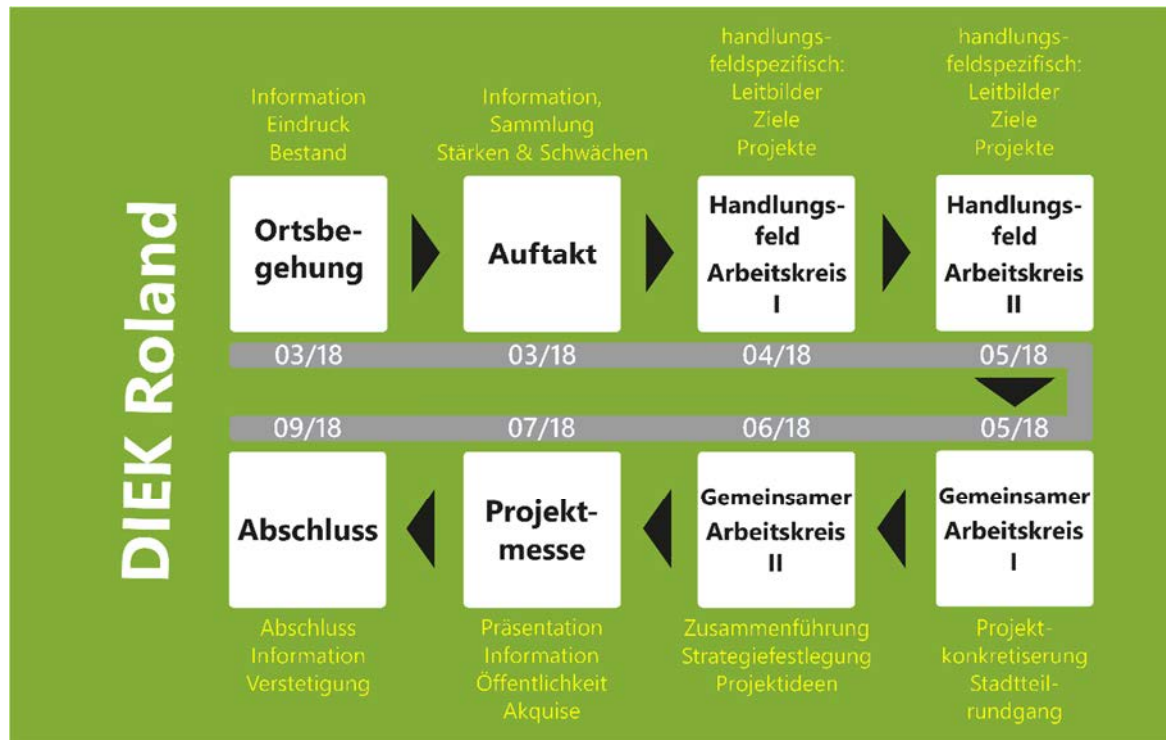 DIEK Roland
Information
Eindruck
Bestand
Ortsbe-
gehung
03/18
Information,
Sammlung
Stärken & Schwächen
Auftakt
03/18
handlungs-
feldspezifisch:
Leitbilder
Ziele
Projekte
Handlungs-
feld
Arbeitskreis
I
04/18
handlungs-
feldspezifisch:
Leitbilder
Ziele
Projekte
Handlungs-
feld
Arbeitskreis
II
05/18
05/18
Gemeinsamer
Arbeitskreis
I
Projekt-
konkretiserung
Stadtteil-
rundgang
06/18
Gemeinsamer
Arbeitskreis
II
Zusammenführung
Strategiefestlegung
Projektideen
07/18
Projekt-
messe
Präsentation
Information
Öffentlichkeit
Akquise
09/18
Abschluss
Abschluss
Information
Verstetigung